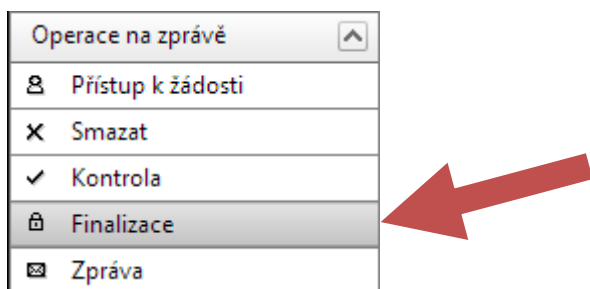 Operace na zprávě
Přístup k žádosti
Smazat
Kontrola
Finalizace
Zpráva